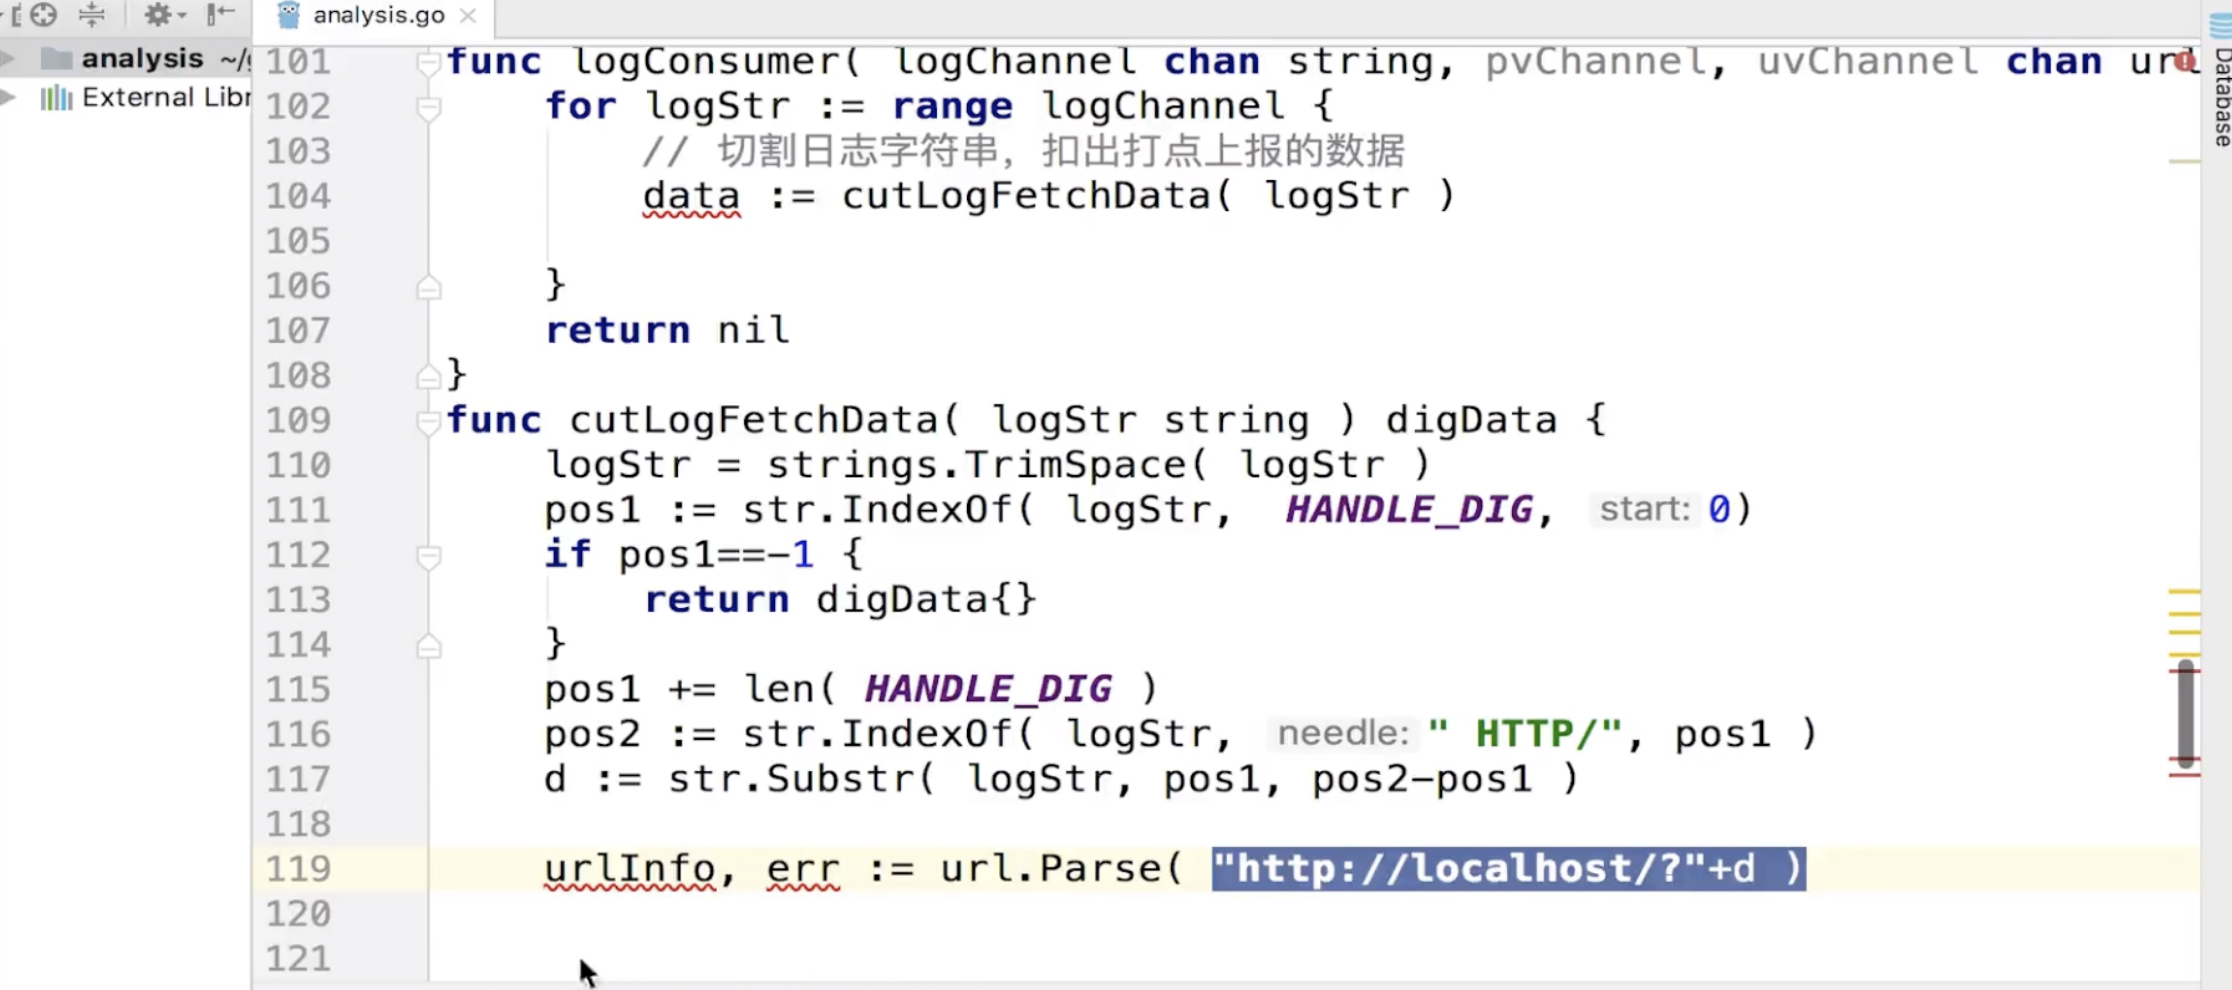 analysis.go
analysis ~/
External Libr
Database
101 func logConsumer( logChannel chan string, pvChannel, uvChannel chan url
102 for logStr := range logChannel {
103 // 切割日志字符串，扣出打点上报的数据
104 data := cutLogFetchData( logStr )
105
106 }
107 return nil
108 }
109 func cutLogFetchData( logStr string ) digData {
110 logStr = strings.TrimSpace( logStr )
111 pos1 := str.IndexOf( logStr, HANDLE_DIG, start: 0)
112 if pos1==-1 {
113 return digData{}
114 }
115 pos1 += len( HANDLE_DIG )
116 pos2 := str.IndexOf( logStr, needle: " HTTP/", pos1 )
117 d := str.Substr( logStr, pos1, pos2-pos1 )
118
119 urlInfo, err := url.Parse( "http://localhost/?"+d )
120
121